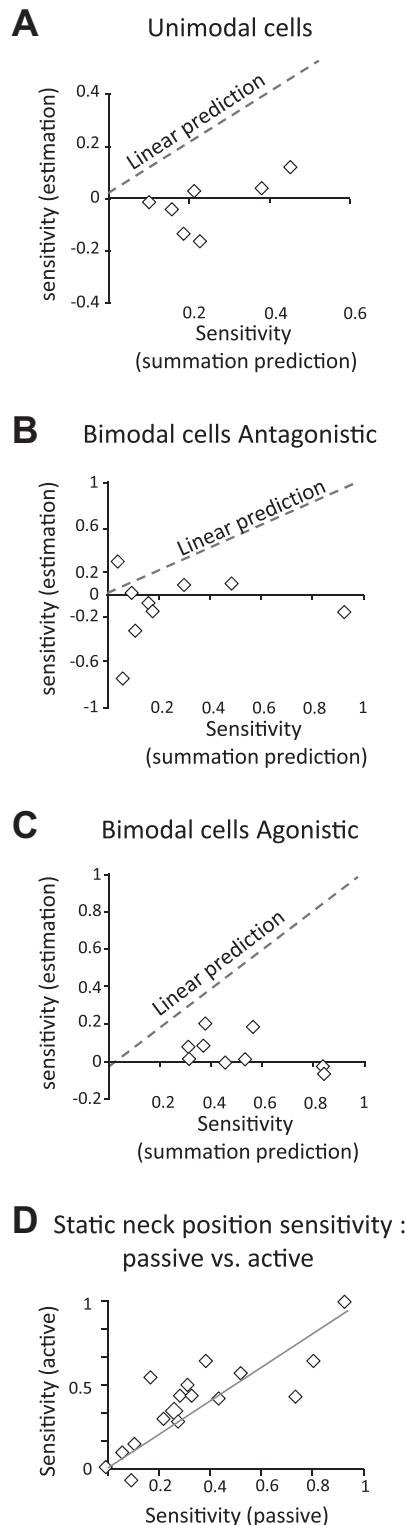 A Unimodal cells
Linear prediction
sensitivity (estimation)
0.4
0.2
0
-0.2
-0.4
0.2 0.4 0.6
Sensitivity
(summation prediction)
B Bimodal cells Antagonistic
Linear prediction
sensitivity (estimation)
1
0.6
0.2
0
-0.2
-0.6
-1
0.2 0.4 0.6 0.8 1
Sensitivity
(summation prediction)
C Bimodal cells Agonistic
Linear prediction
sensitivity (estimation)
1
0.8
0.6
0.4
0.2
0
-0.2
0.2 0.4 0.6 0.8 1
Sensitivity
(summation prediction)
D Static neck position sensitivity :
passive vs. active
Sensitivity (active)
1
0.5
0
0 0.2 0.4 0.6 0.8 1
Sensitivity (passive)